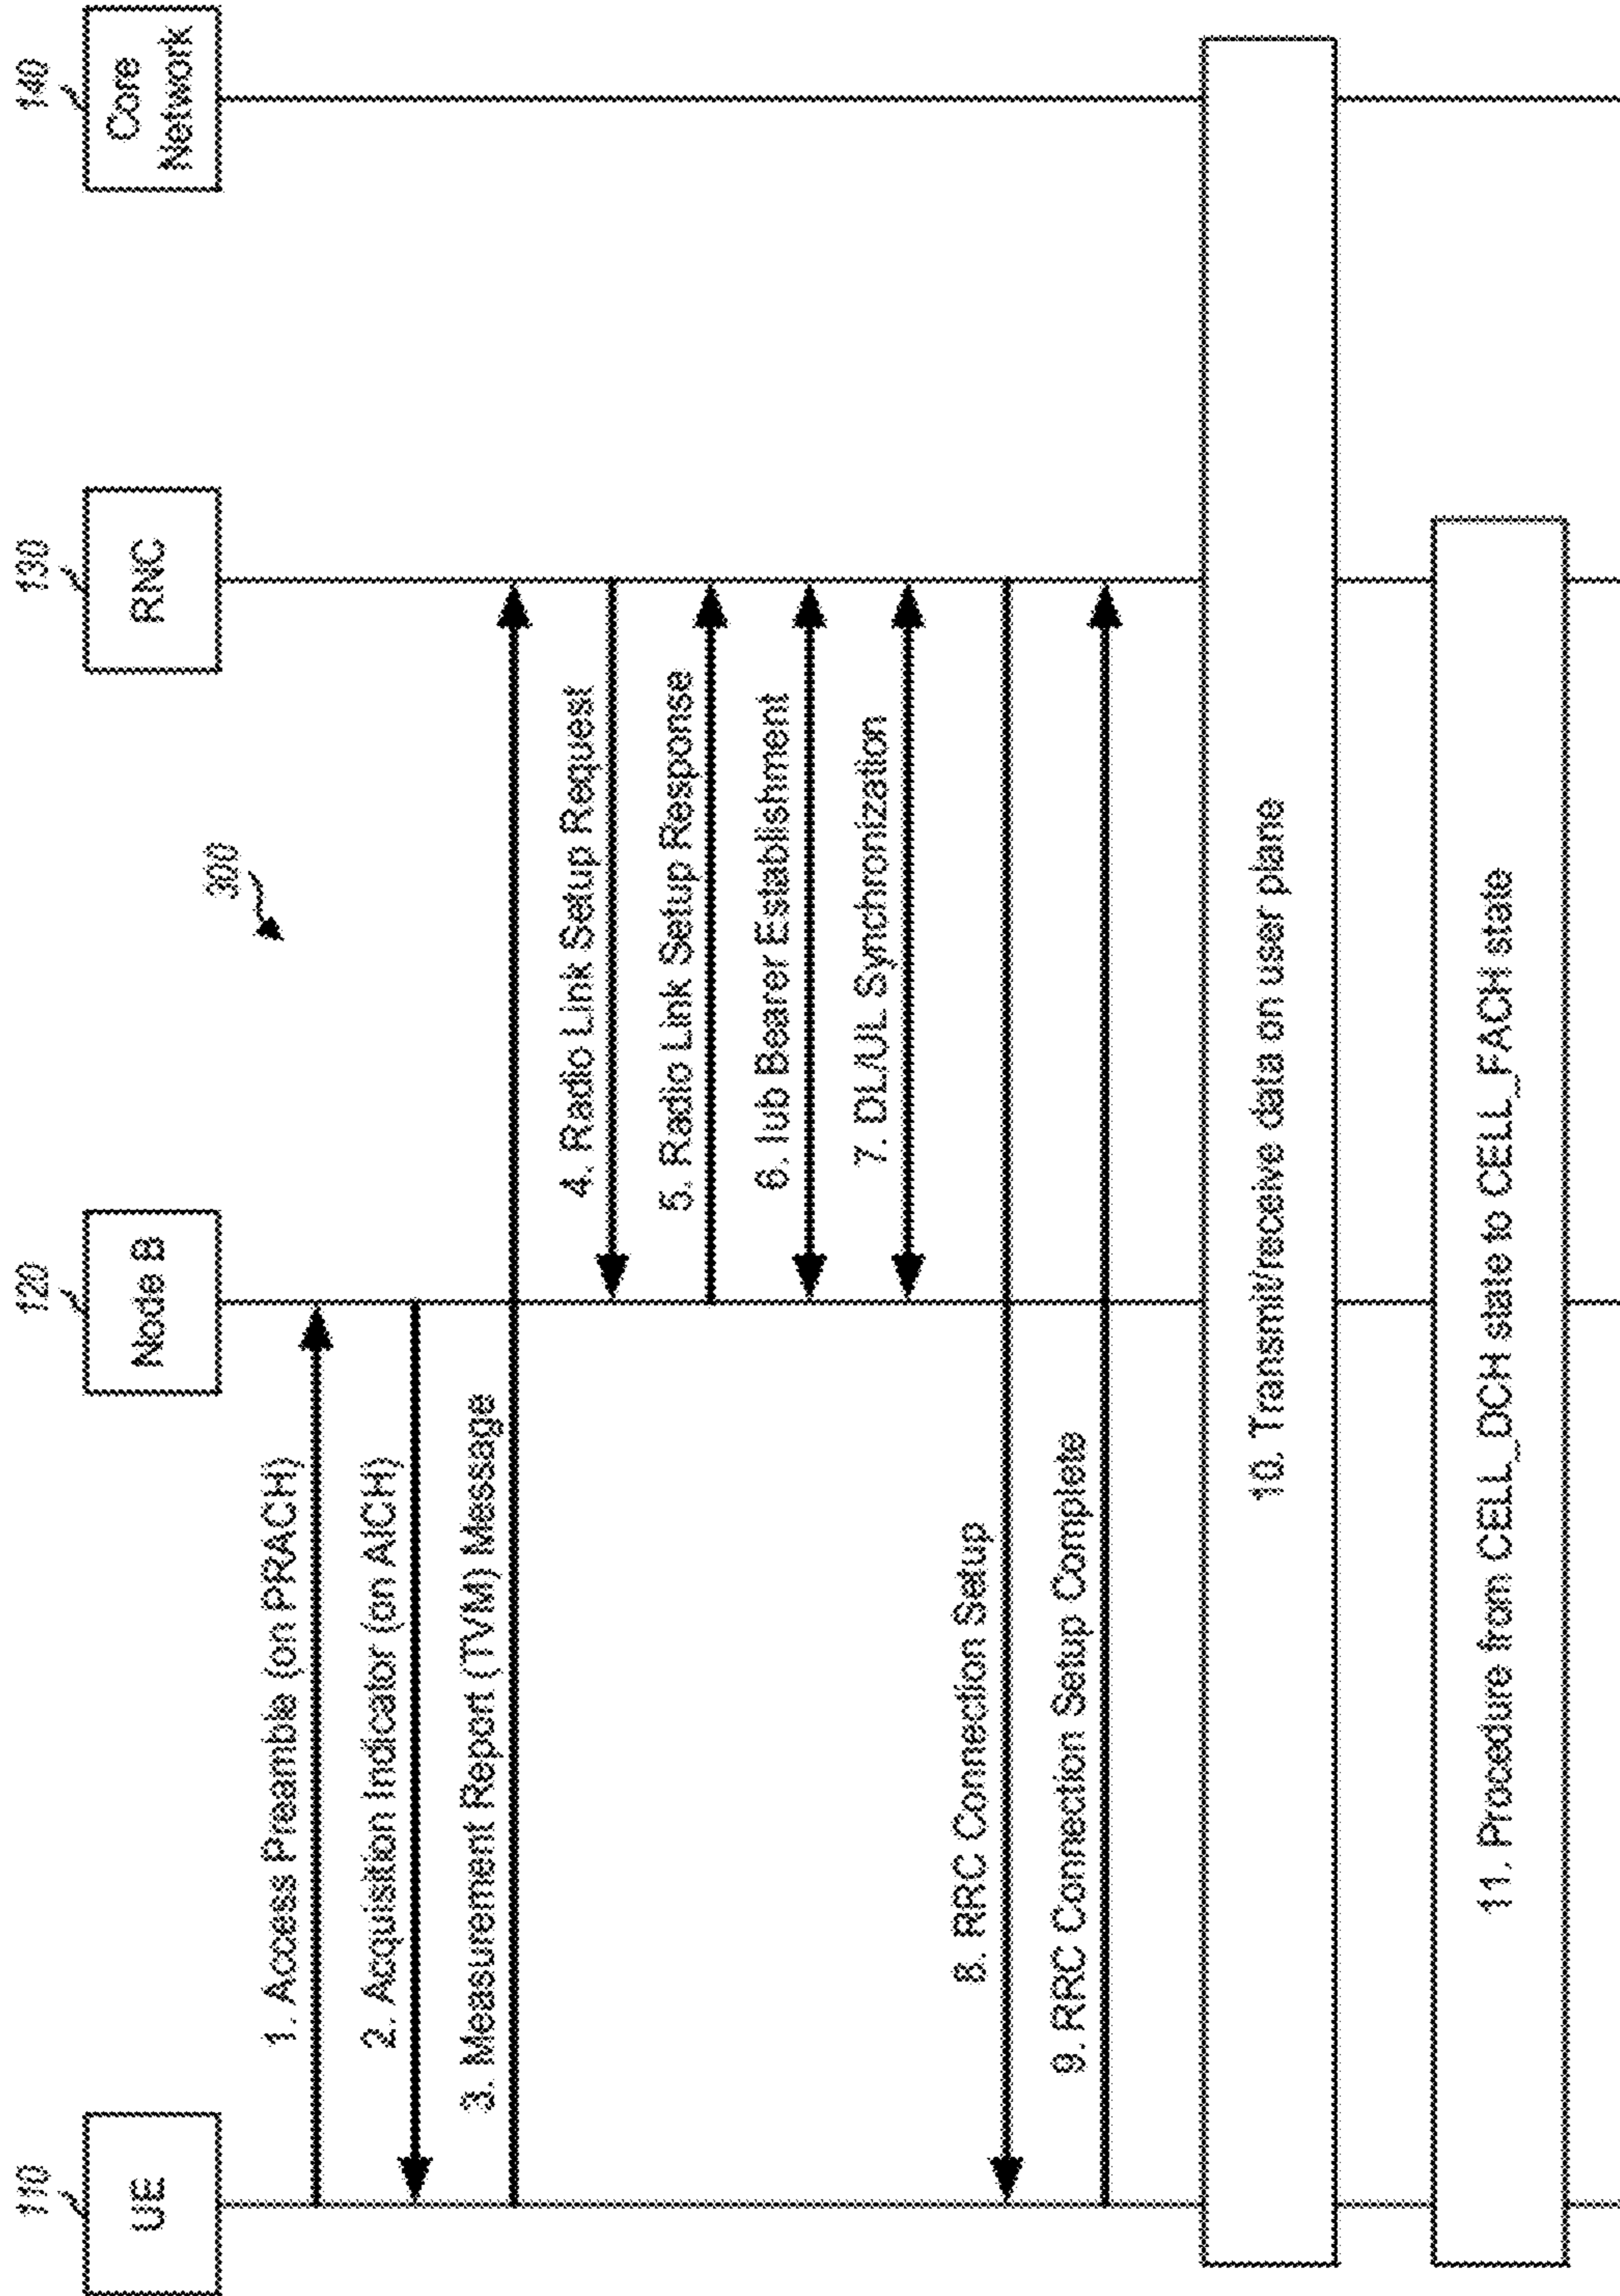 110
120
130
140
UE
Node B
RNC
Core
Network
300
1. Access Preamble (on PRACH)
2. Acquisition Indicator (on AICH)
3. Measurement Report (TVM) Message
4. Radio Link Setup Request
5. Radio Link Setup Response
6. Iub Bearer Establishment
7. DL/UL Synchronization
8. RRC Connection Setup
9. RRC Connection Setup Complete
10. Transmit/receive data on user plane
11. Procedure from CELL_DCH state to CELL_FACH state